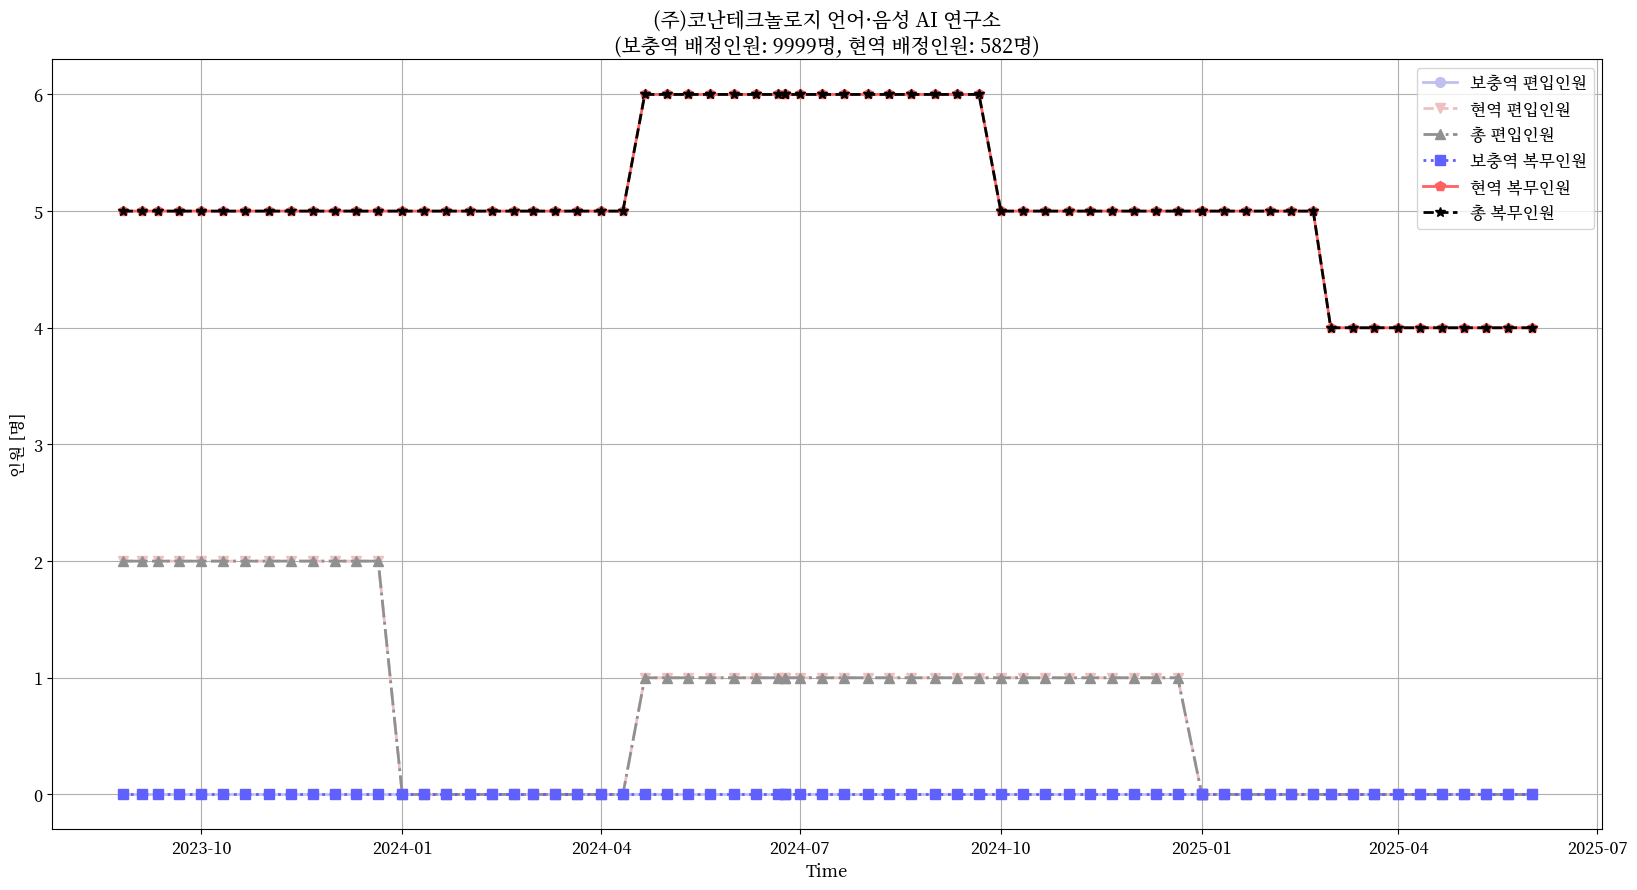 (주)코난테크놀로지 언어·음성 AI 연구소
(보충역 배정인원: 9999명, 현역 배정인원: 582명)
보충역 편입인원
현역 편입인원
총 편입인원
보충역 복무인원
현역 복무인원
총 복무인원
인원 [명]
6
5
4
3
2
1
0
2023-10
2024-01
2024-04
2024-07
2024-10
2025-01
2025-04
2025-07
Time